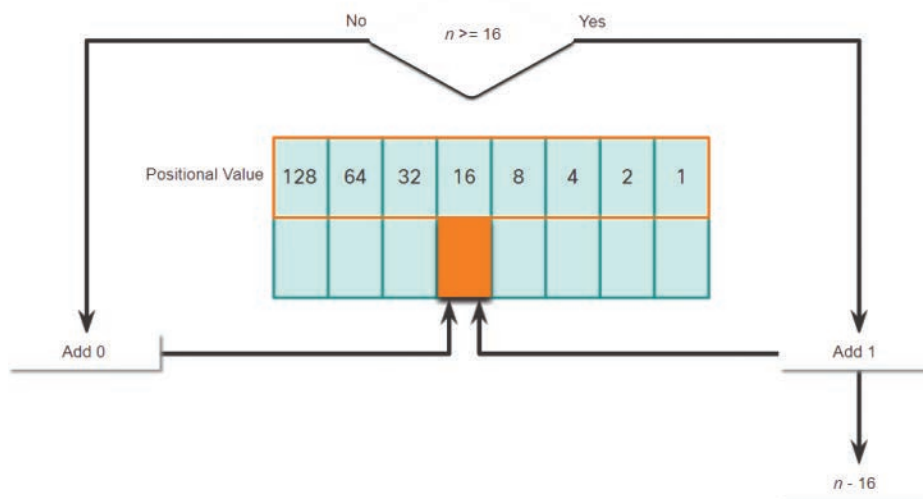 No
n >= 16
Yes
Positional Value
128 64 32 16 8 4 2 1
Add 0
Add 1
n - 16